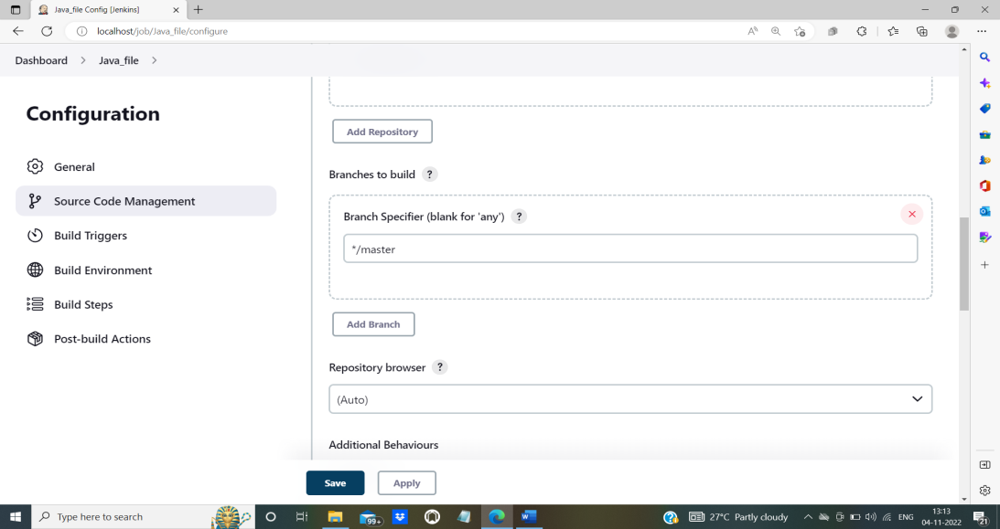 Java_file Config [Jenkins]
localhost/job/Java_file/configure
Dashboard > Java_file >
Configuration
General
Source Code Management
Build Triggers
Build Environment
Build Steps
Post-build Actions
Add Repository
Branches to build ?
Branch Specifier (blank for 'any') ?
*/master
Add Branch
Repository browser ?
(Auto)
Additional Behaviours
Save Apply
Type here to search
99+
27°C Partly cloudy
ENG
13:13
04-11-2022
21